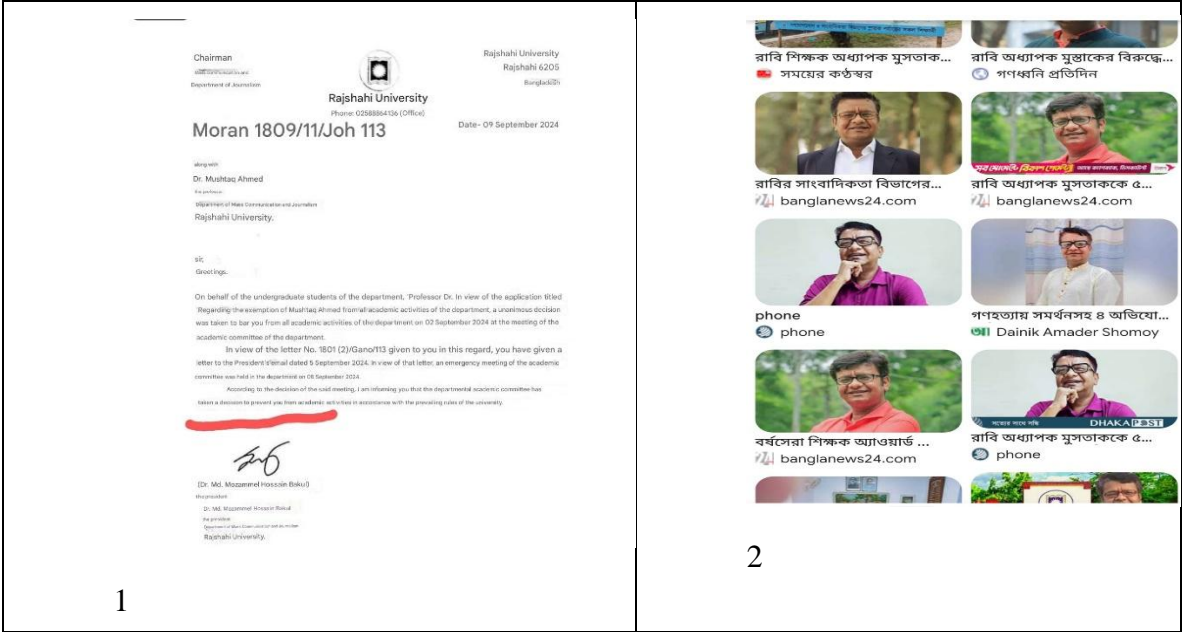 Chairman
Department of Journalism
Rajshahi University
Rajshahi 6205
Bangladesh
Rajshahi University
Phone: 02588864136 (Office)
Moran 1809/11/Joh 113
Date- 09 September 2024
along with
Dr. Mushtaq Ahmed
the professor
Department of Mass Communication and Journalism
Rajshahi University.
sir,
Greetings.
On behalf of the undergraduate students of the department, 'Professor Dr. In view of the application titled
'Regarding the exemption of Mushtaq Ahmed from all academic activities of the department, a unanimous decision
was taken to bar you from all academic activities of the department on 02 September 2024 at the meeting of the
academic committee of the department.
In view of the letter No. 1801 (2)/Gano/113 given to you in this regard, you have given a
letter to the President's email dated 5 September 2024. In view of that letter, an emergency meeting of the academic
committee was held in the department on 08 September 2024.
According to the decision of the said meeting, I am informing you that the departmental academic committee has
taken a decision to prevent you from academic activities in assistence with the prevailing rules of the university.
(Dr. Md. Mozammel Hossain Bakul)
the president
Dr. Md. Mozammel Hossain Bakul
the president
Department of Mass Communication and Journalism
Rajshahi University.
1
রাবি শিক্ষক অধ্যাপক মুসতাক...
সময়ের কণ্ঠস্বর
রাবি অধ্যাপক মুস্তাকের বিরুদ্ধে...
গণধ্বনি প্রতিদিন
রাবির সাংবাদিকতা বিভাগের...
banglanews24.com
রাবি অধ্যাপক মুসতাককে ৫...
banglanews24.com
phone
phone
গণহত্যায় সমর্থনসহ ৪ অভিযো...
Dainik Amader Shomoy
বর্ষসেরা শিক্ষক অ্যাওয়ার্ড ...
banglanews24.com
DHAKA POST
রাবি অধ্যাপক মুসতাককে ৫...
phone
2